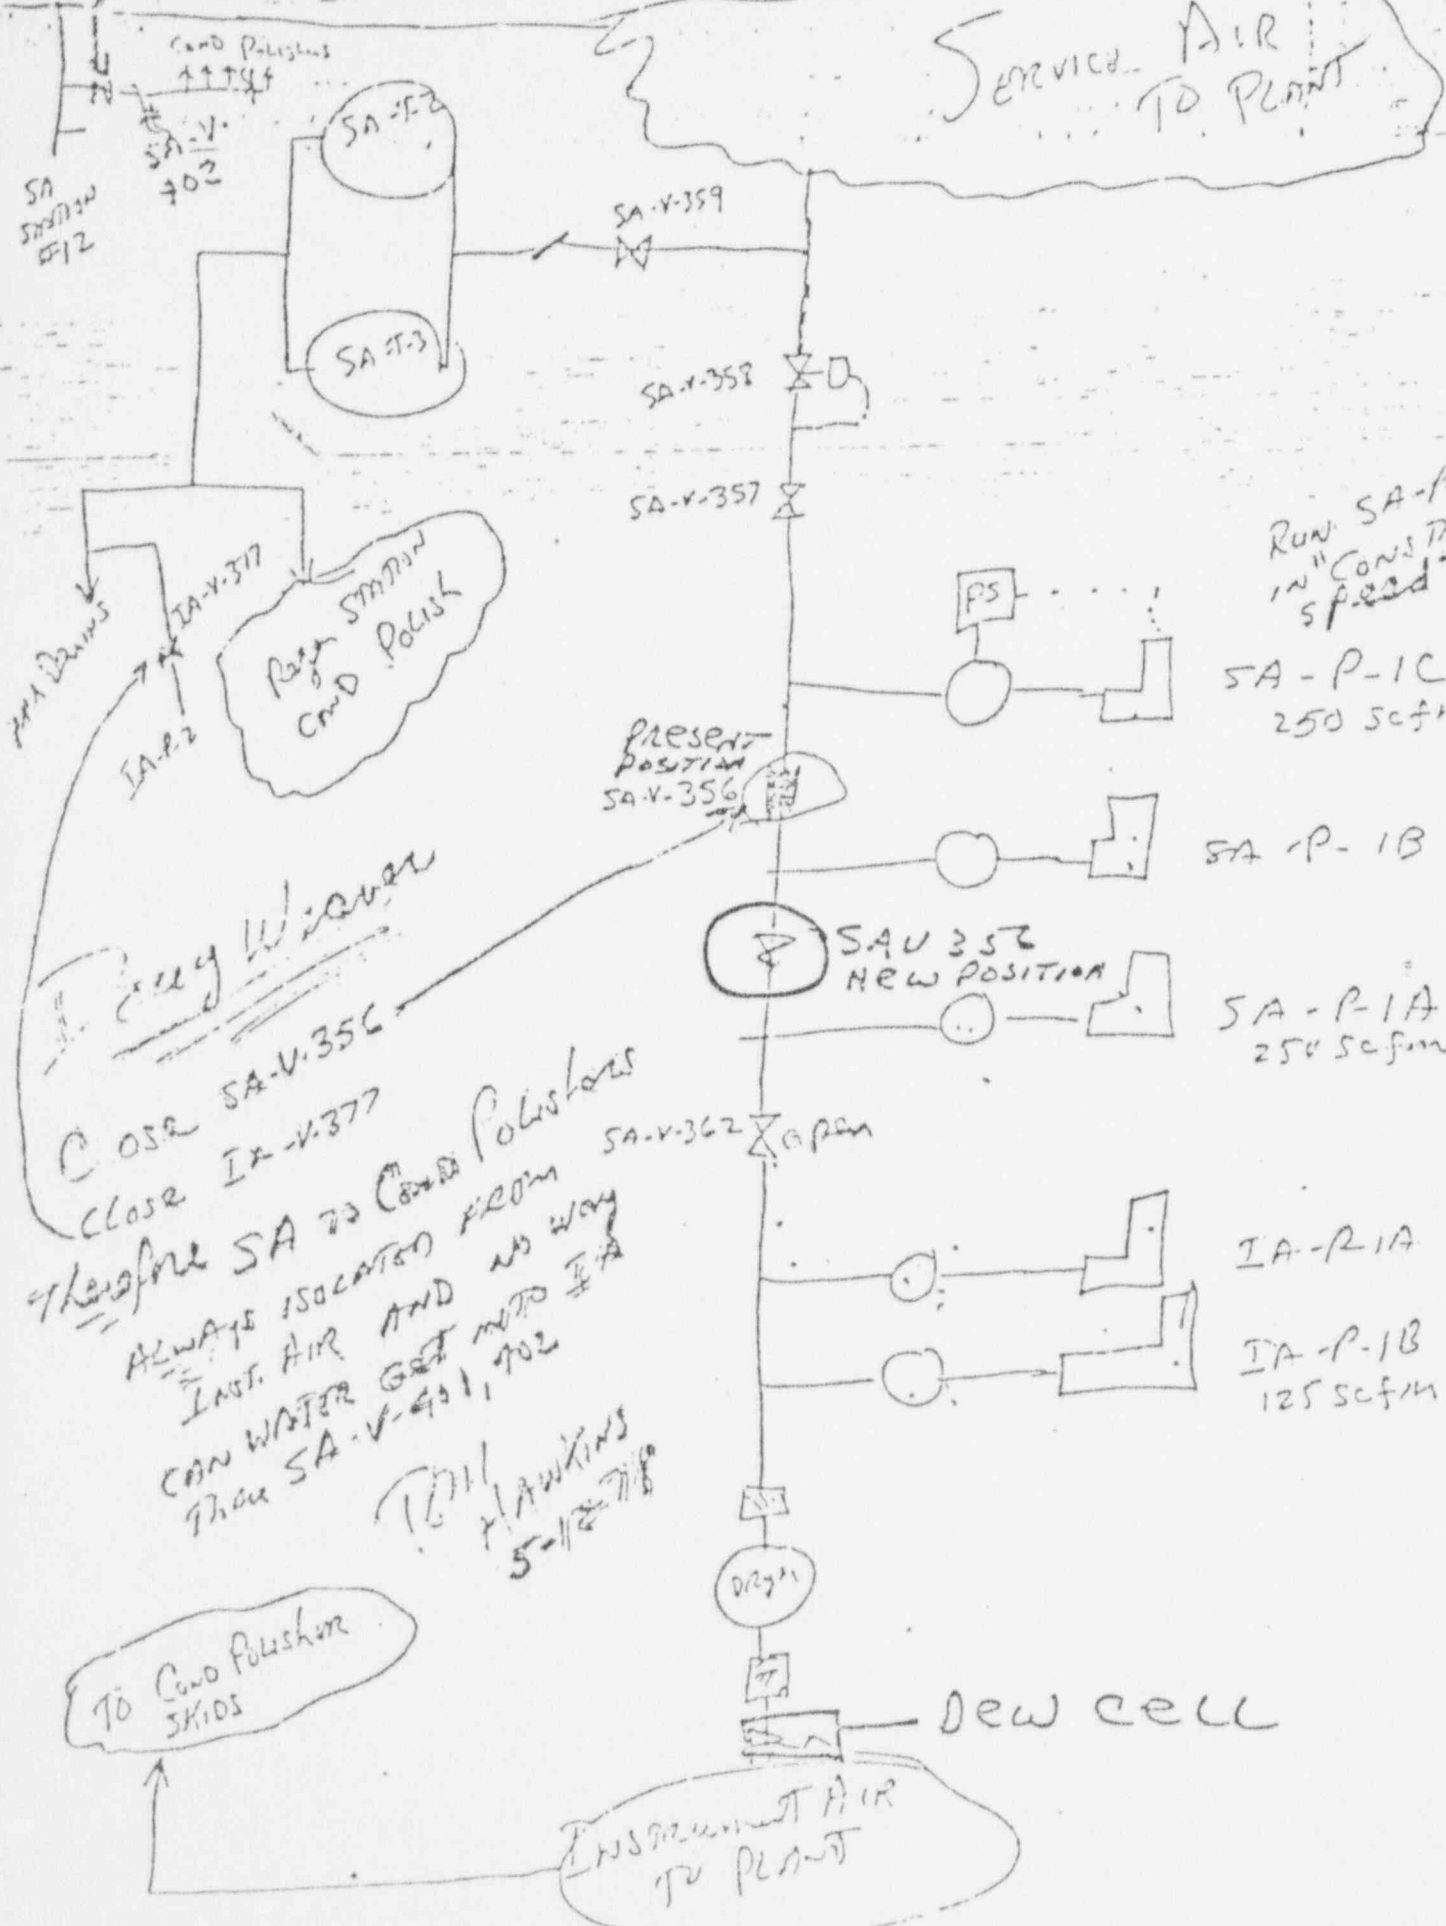 COND Polishers
SERVICE AIR
TO PLANT
SA
STATION
SA-V-
702
SA-T-2
SA-V-359
SA-T-3
SA-V-358
SA-V-357
RUN SA-P
IN "CONST
Speed
PS
SA-P-1C
250 scfm
IA-V-377
IA-P-2
Regen STATION
COND POLISH
PRESENT
POSITION
SA-V-356
SA-P-1B
SAV 356
NEW POSITION
SA-P-1A
250 scfm
SA-V-362 open
CLOSE SA-V-356
CLOSE IA-V-377
Therefore SA TO COND Polishers
ALWAYS ISOLATED FROM
INST. AIR AND NO WAY
CAN WATER GET INTO IA
Thru SA-V- 702
HAWKINS
IA-P-1A
IA-P-1B
125 scfm
DRYER
TO COND Polisher
SKIDS
DEW CELL
INSTRUMENT AIR
TO PLANT